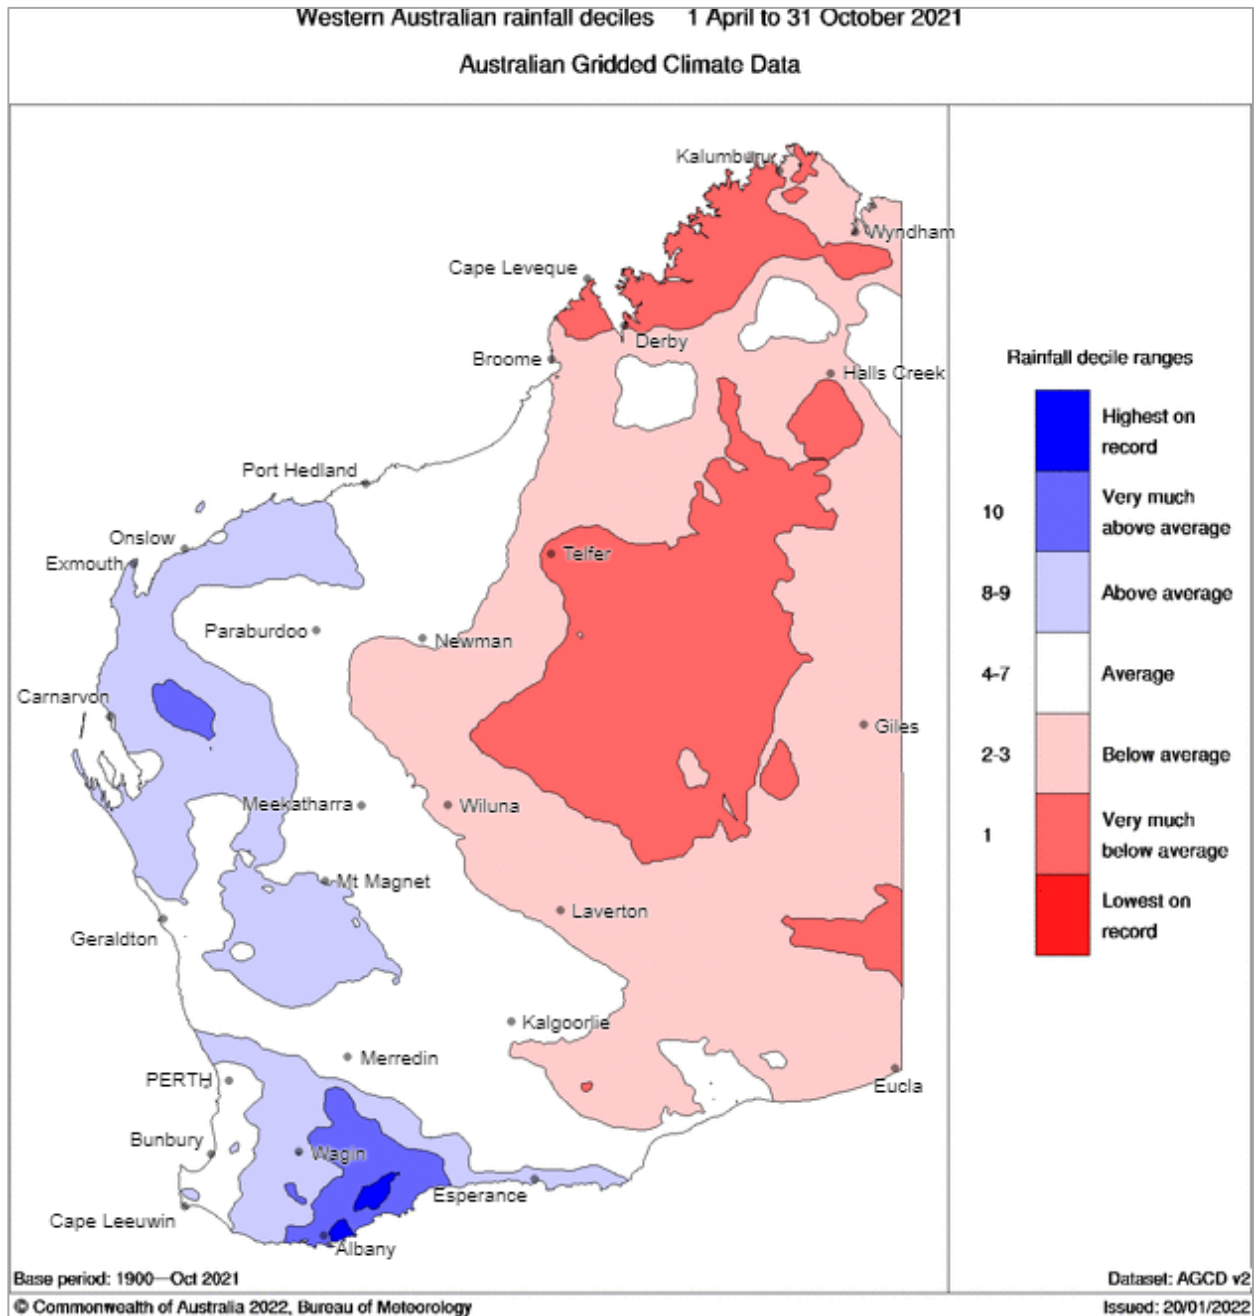 Western Australian rainfall deciles 1 April to 31 October 2021
Australian Gridded Climate Data
Kalumburu
Wyndham
Cape Leveque
Derby
Broome
Halls Creek
Port Hedland
Onslow
Telfer
Exmouth
Paraburdoo
Newman
Carnarvon
Giles
Meekatharra
Wiluna
Mt Magnet
Laverton
Geraldton
Kalgoorlie
Merredin
PERTH
Eucla
Bunbury
Wagin
Esperance
Cape Leeuwin
Albany
Rainfall decile ranges
Highest on
record
10
Very much
above average
8-9
Above average
4-7
Average
2-3
Below average
1
Very much
below average
Lowest on
record
Base period: 1900—Oct 2021
Dataset: AGCD v2
© Commonwealth of Australia 2022, Bureau of Meteorology
Issued: 20/01/2022